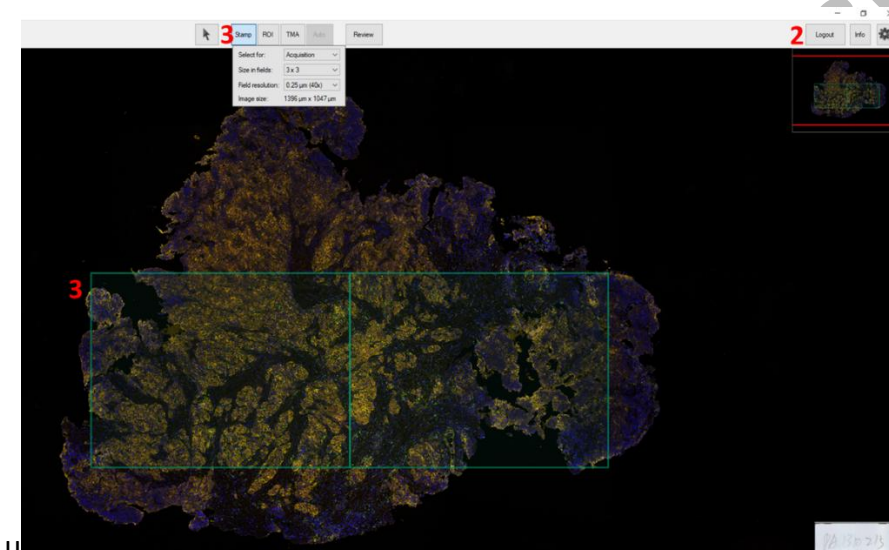 3 Stamp ROI TMA Auto Review 2 Logout Info
Select for: Acquisition
Size in fields: 3 x 3
Field resolution: 0.25 µm (40x)
Image size: 1396 µm x 1047 µm
3